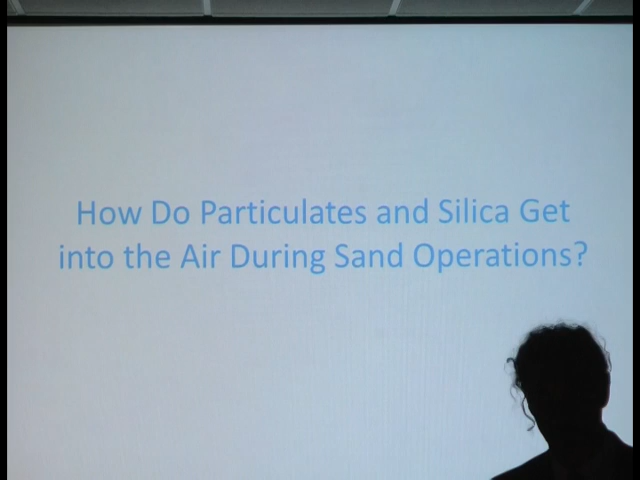 How Do Particulates and Silica Get
into the Air During Sand Operations?